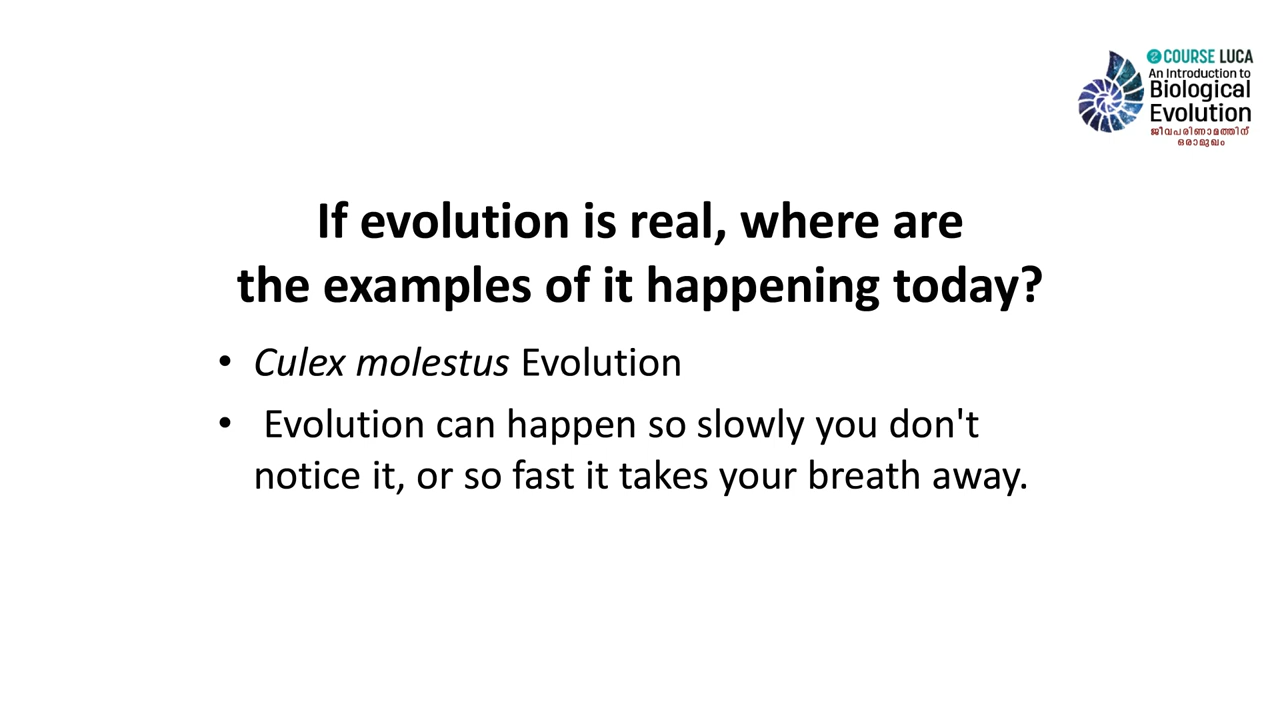 COURSE LUCA
An Introduction to
Biological
Evolution
ജീവപരിണാമത്തിന്
ഒരാമുഖം
If evolution is real, where are
the examples of it happening today?
• Culex molestus Evolution
• Evolution can happen so slowly you don't
notice it, or so fast it takes your breath away.